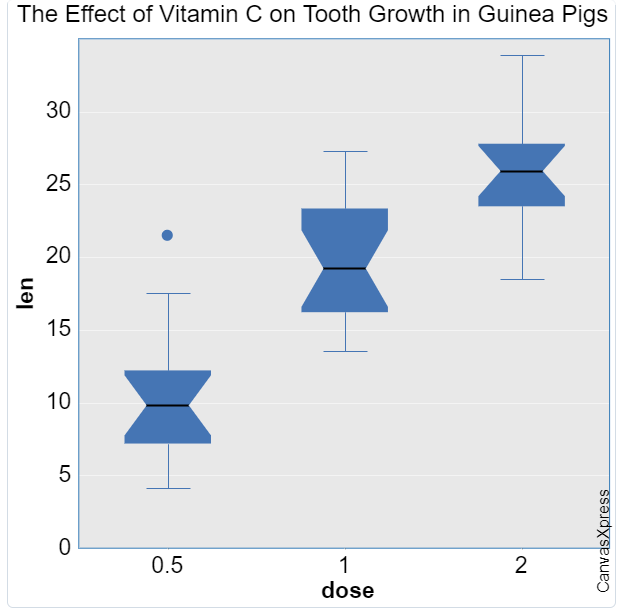 The Effect of Vitamin C on Tooth Growth in Guinea Pigs
len
30
25
20
15
10
5
0
0.5 1 2
dose
CanvasXpress